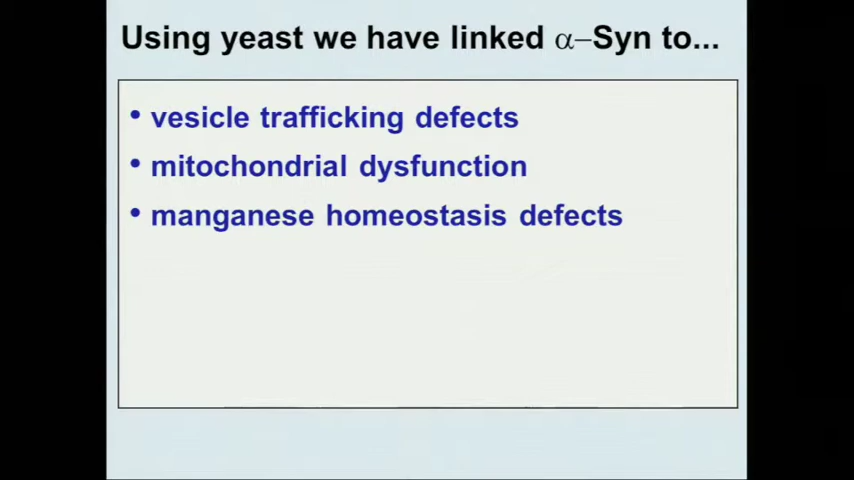 Using yeast we have linked α–Syn to...
• vesicle trafficking defects
• mitochondrial dysfunction
• manganese homeostasis defects